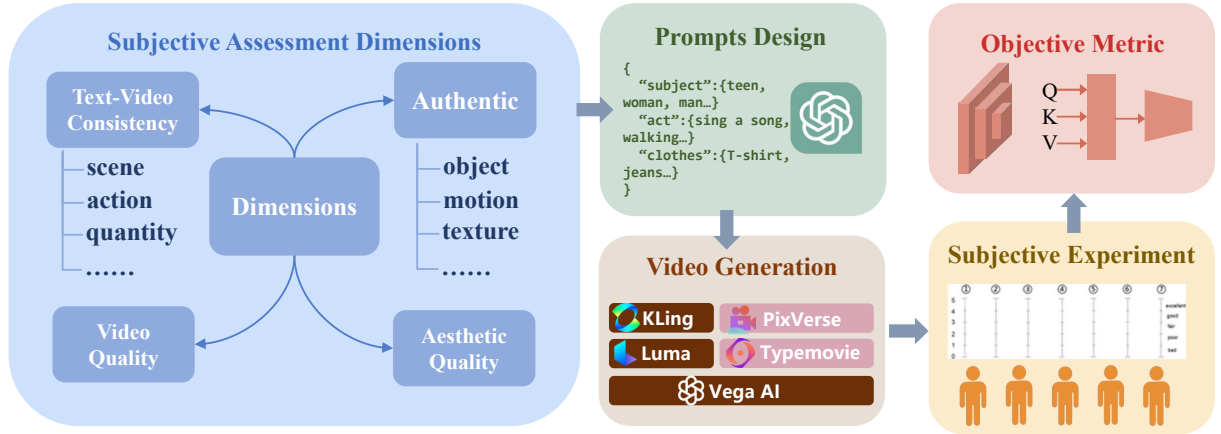 Subjective Assessment Dimensions
Text-Video
Consistency
scene
action
quantity
......
Authentic
object
motion
texture
......
Dimensions
Video
Quality
Aesthetic
Quality
Prompts Design
{
“subject”:{teen,
woman, man…}
“act”:{sing a song,
walking…}
“clothes”:{T-shirt,
jeans…}
}
Video Generation
KLing
PixVerse
Luma
Typemovie
Vega AI
Objective Metric
Q
K
V
Subjective Experiment
① ② ③ ④ ⑤ ⑥ ⑦
5
4
3
2
1
0
excellent
good
fair
poor
bad